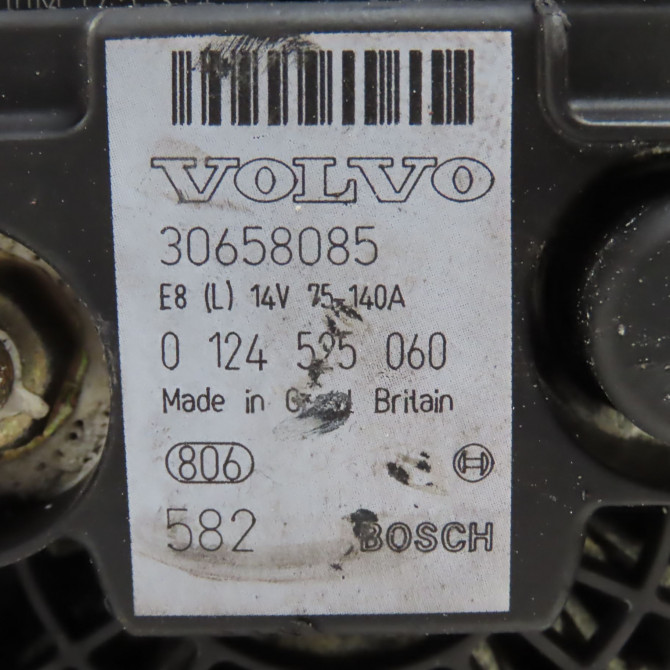 VOLVO
30658085
E8 (L) 14V 75-140A
0 124 525 060
Made in Great Britain
806
582 BOSCH